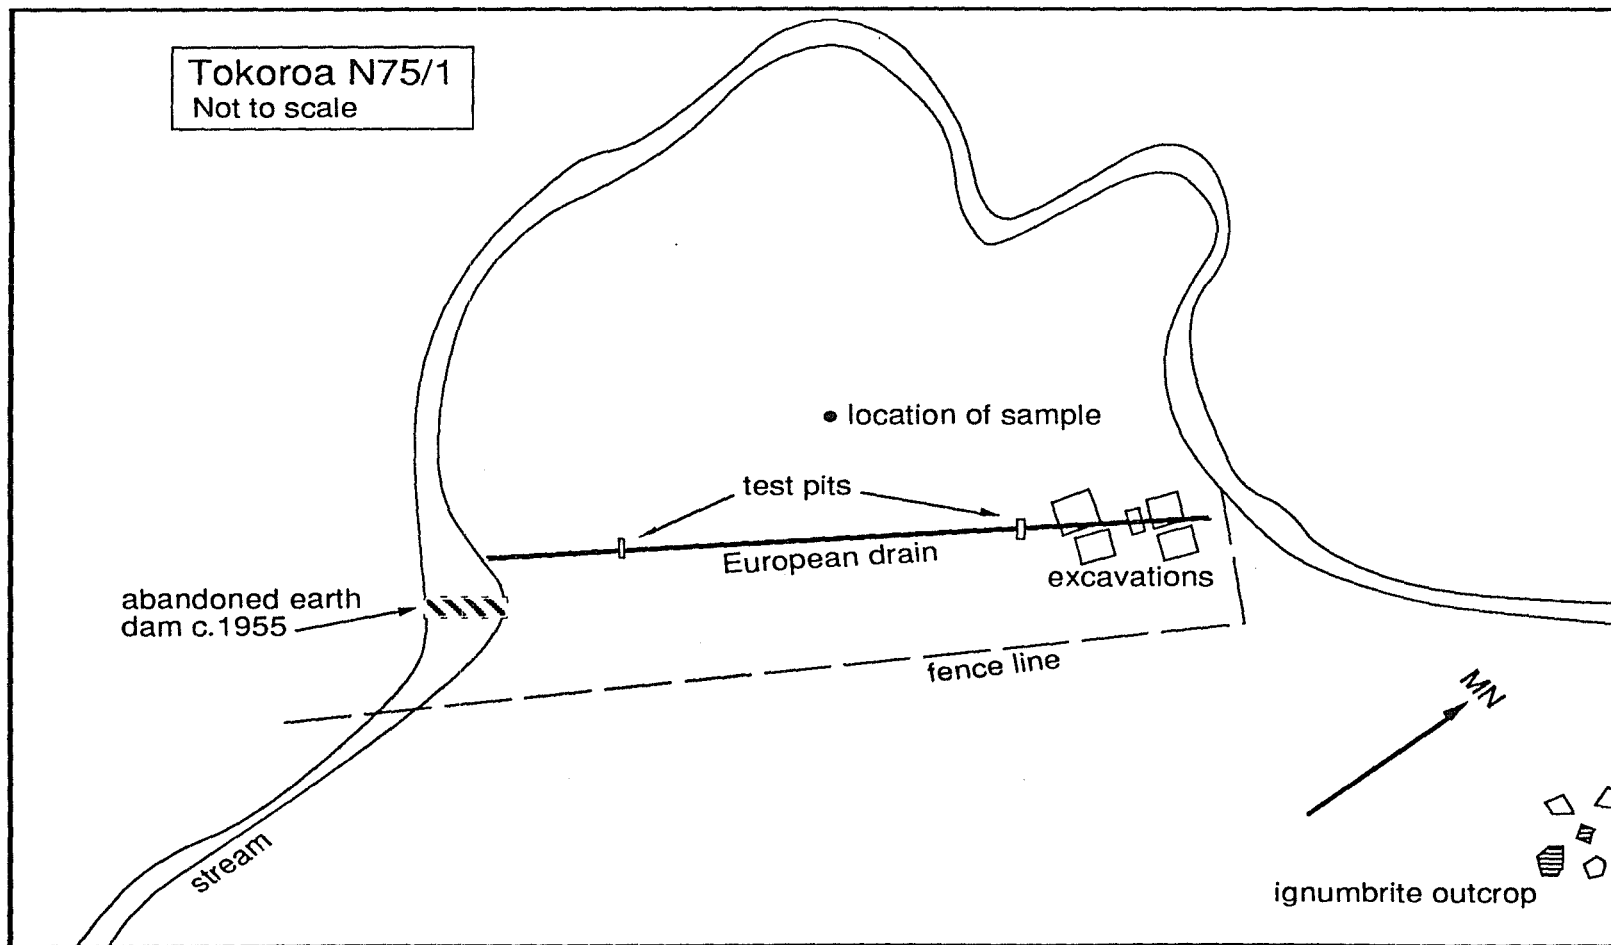 Tokoroa N75/1
Not to scale
location of sample
test pits
European drain
excavations
abandoned earth
dam c.1955
fence line
MN
stream
ignumbrite outcrop